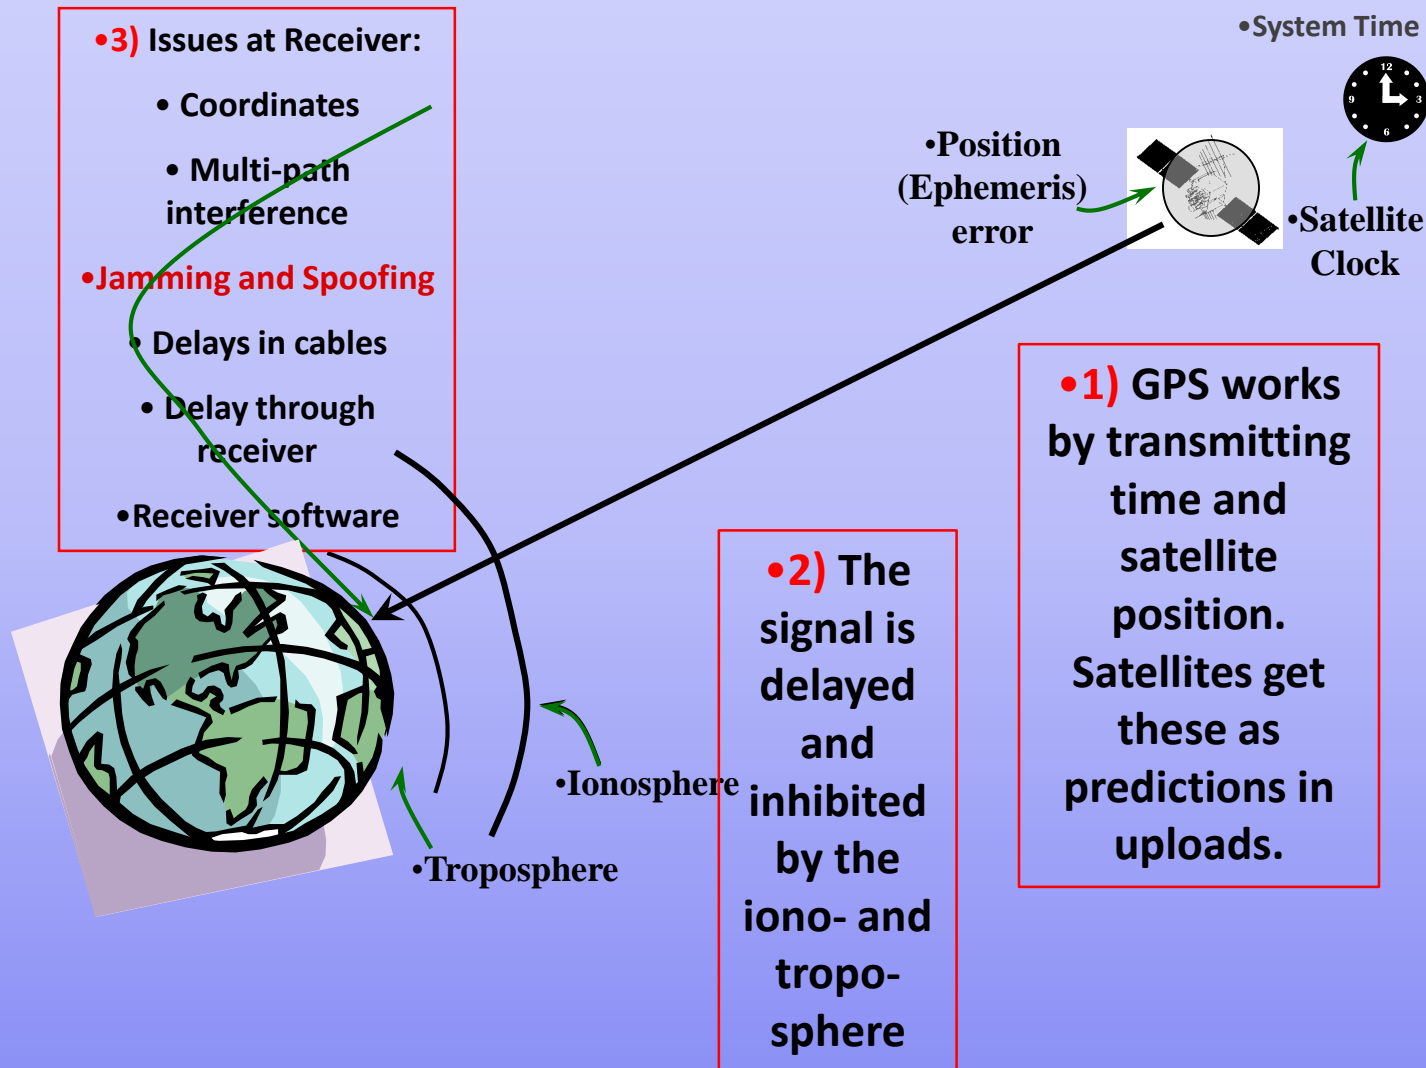 •3) Issues at Receiver:
• Coordinates
• Multi-path
interference
•Jamming and Spoofing
• Delays in cables
• Delay through
receiver
•Receiver software
•System Time
12
3
6
9
•Position
(Ephemeris)
error
•Satellite
Clock
•1) GPS works
by transmitting
time and
satellite
position.
Satellites get
these as
predictions in
uploads.
•2) The
signal is
delayed
and
inhibited
by the
iono- and
tropo-
sphere
•Ionosphere
•Troposphere